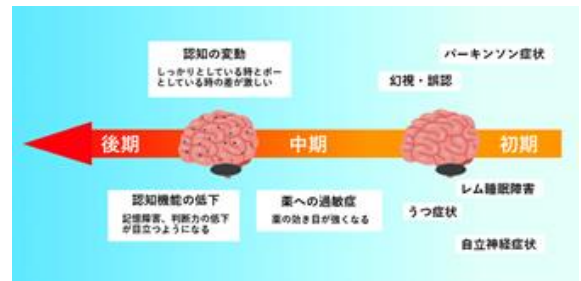 認知の変動
しっかりとしている時とボー
としている時の差が激しい
パーキンソン症状
幻視・誤認
後期
中期
初期
認知機能の低下
記憶障害、判断力の低下
が目立つようになる
薬への過敏症
薬の効き目が強くなる
レム睡眠障害
うつ症状
自立神経症状